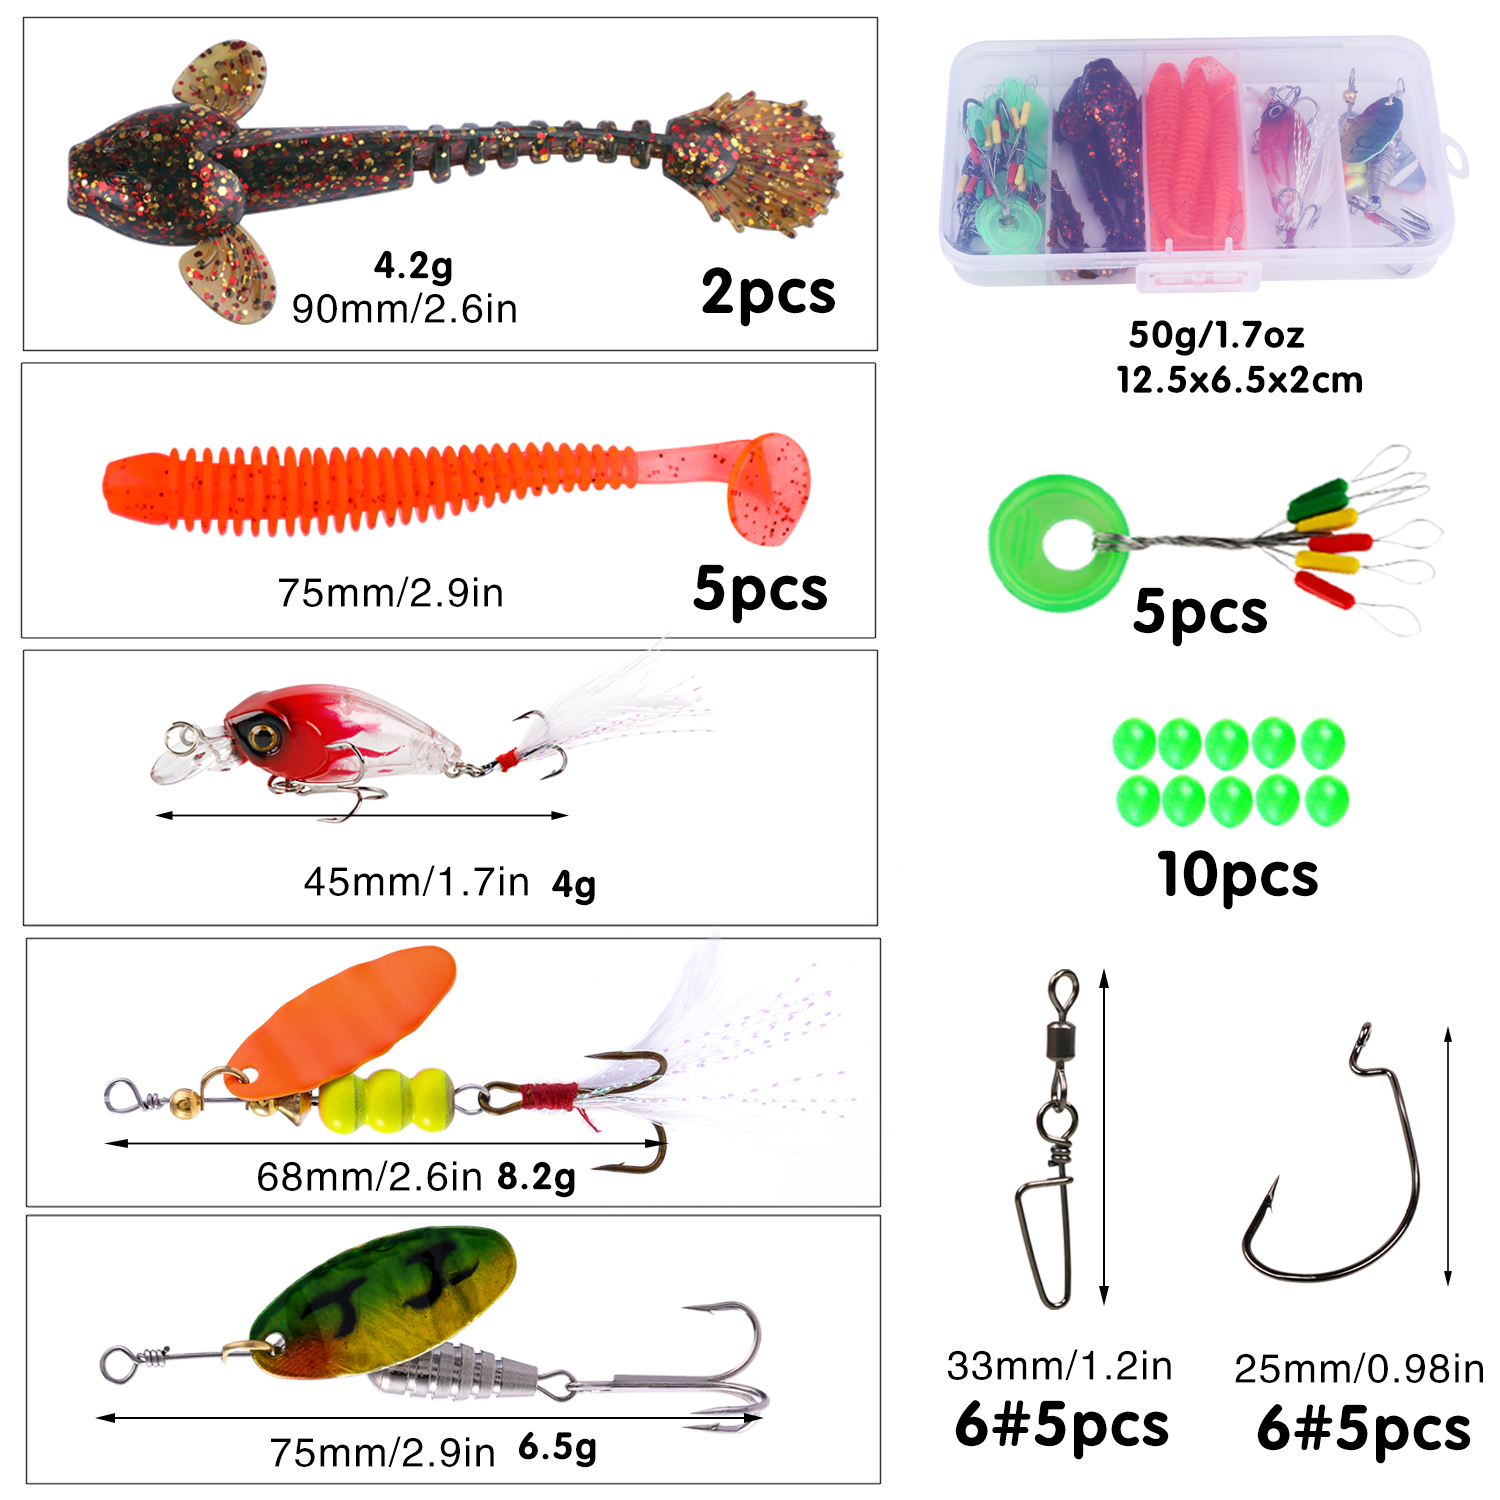 4.2g
90mm/2.6in
2pcs
75mm/2.9in
5pcs
45mm/1.7in 4g
68mm/2.6in 8.2g
75mm/2.9in 6.5g
50g/1.7oz
12.5x6.5x2cm
5pcs
10pcs
33mm/1.2in
6#5pcs
25mm/0.98in
6#5pcs